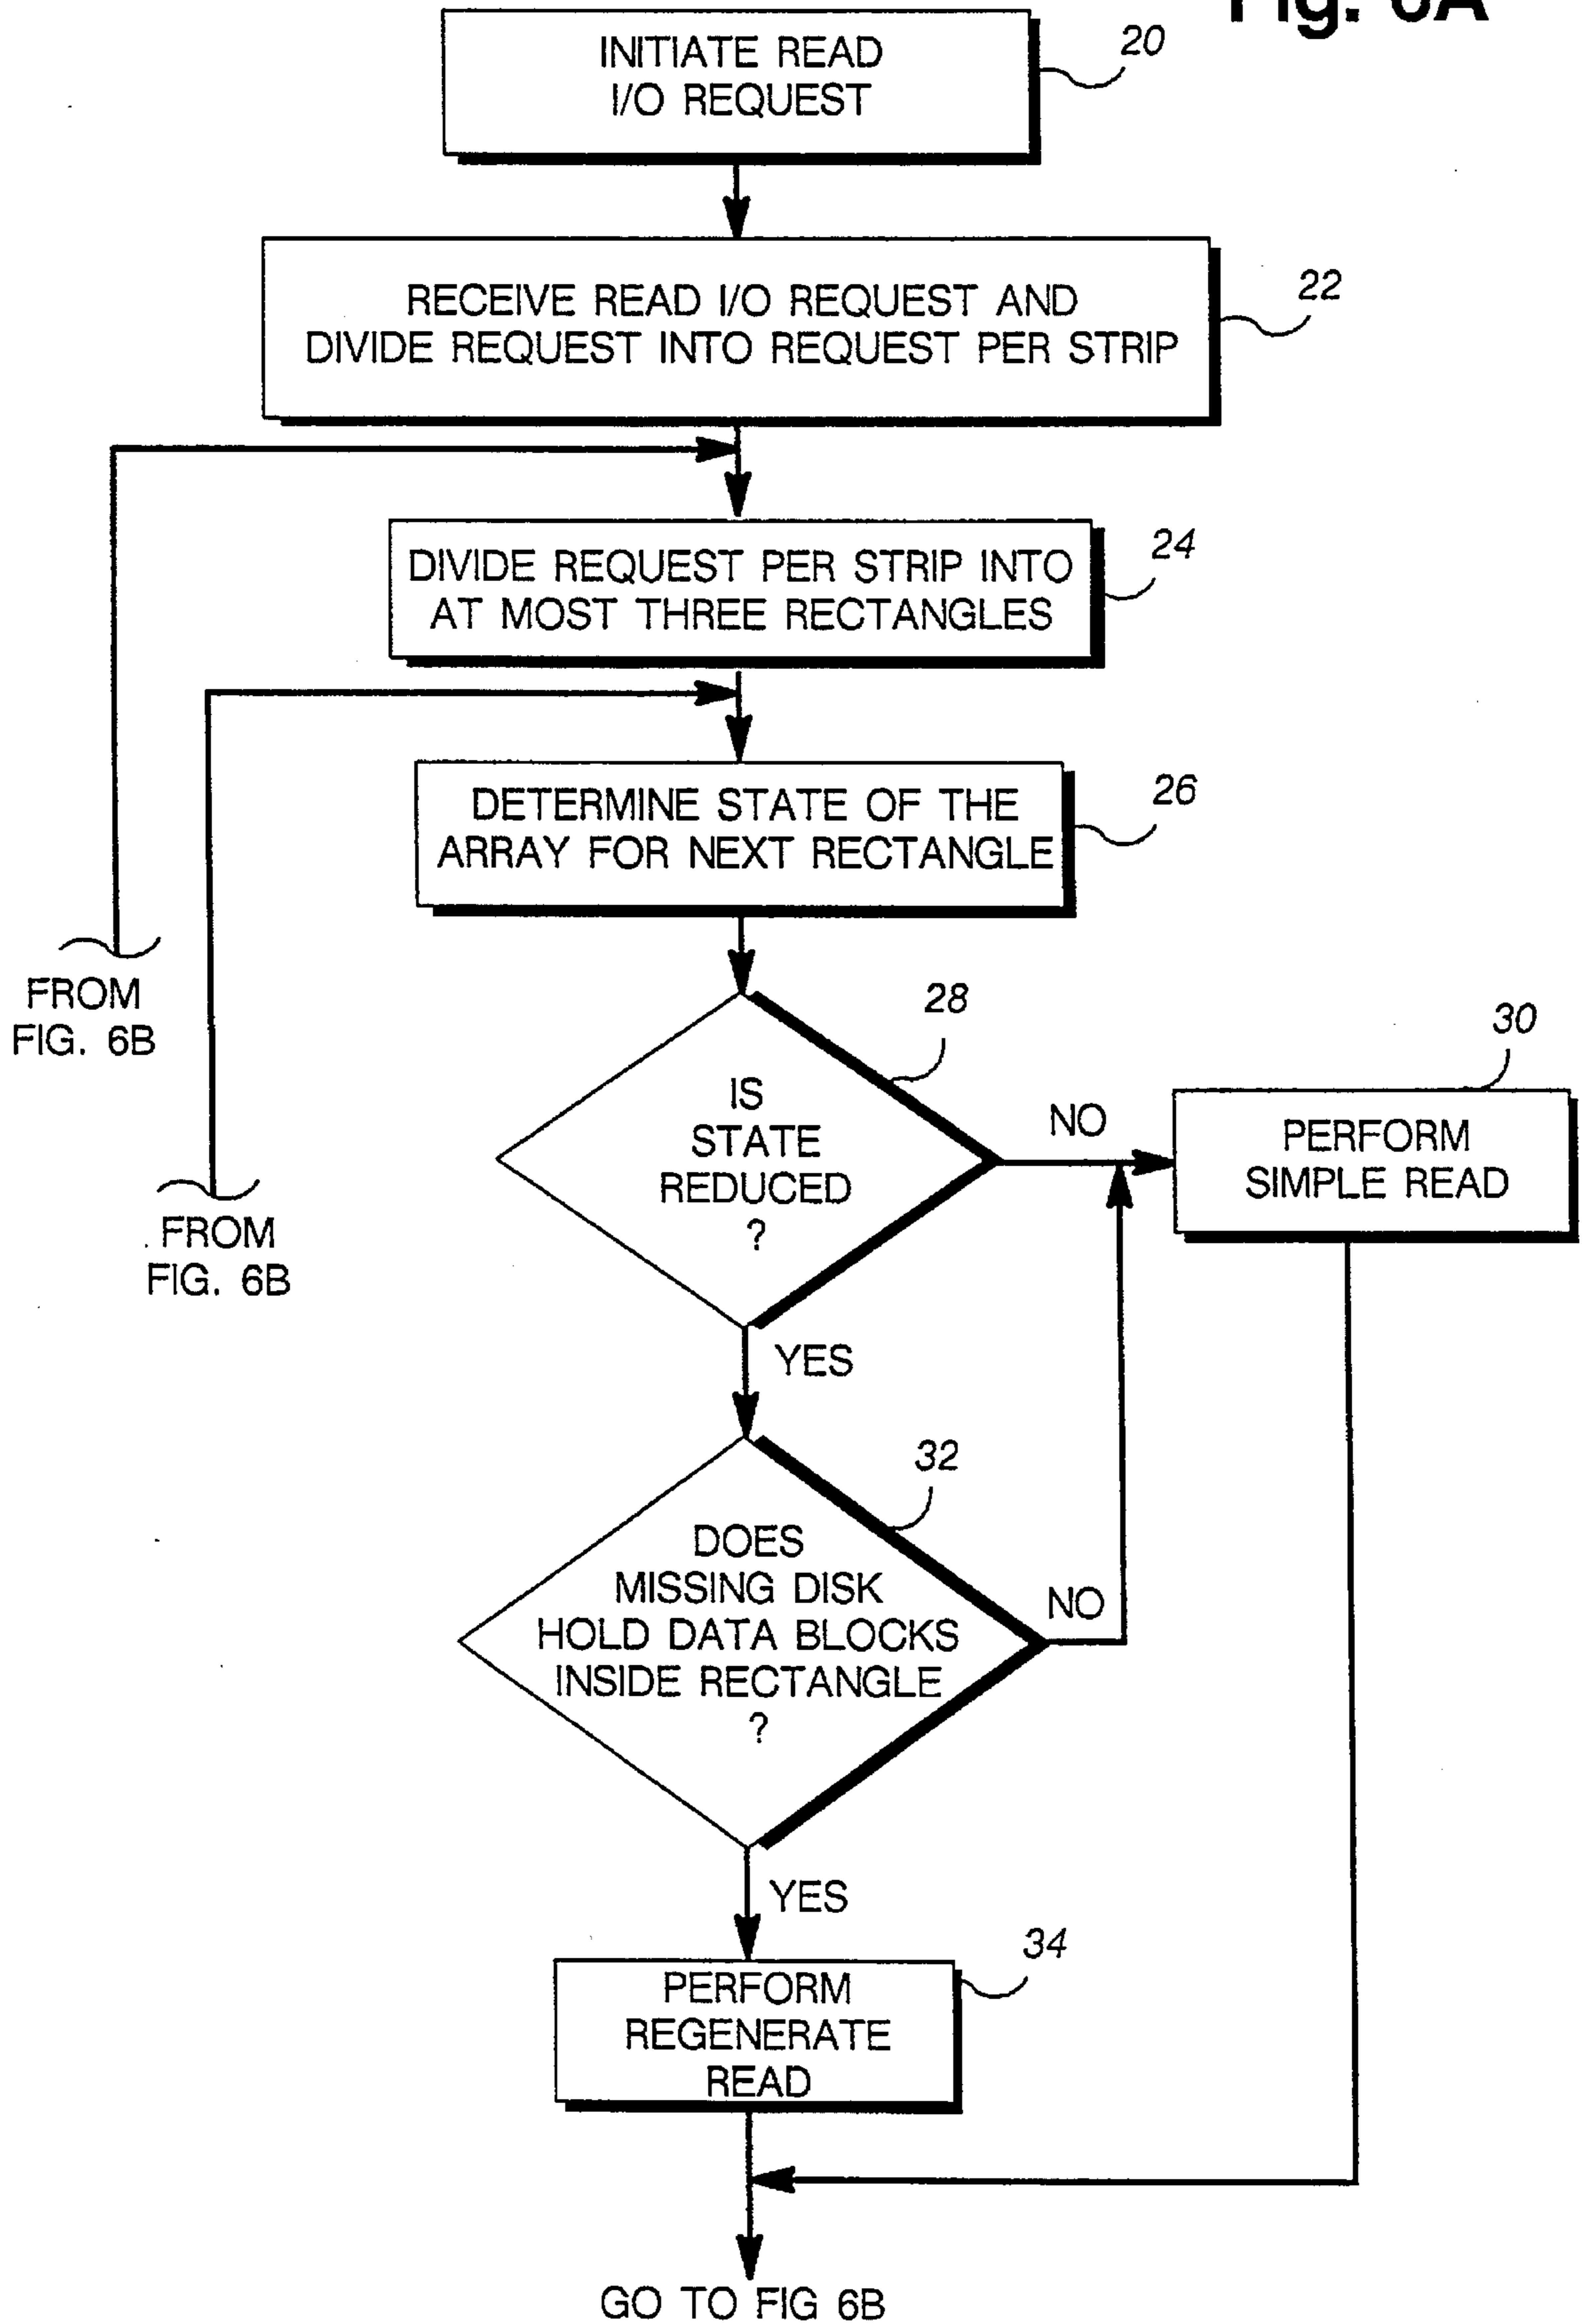 Fig. 6A
INITIATE READ
I/O REQUEST
20
RECEIVE READ I/O REQUEST AND
DIVIDE REQUEST INTO REQUEST PER STRIP
22
DIVIDE REQUEST PER STRIP INTO
AT MOST THREE RECTANGLES
24
DETERMINE STATE OF THE
ARRAY FOR NEXT RECTANGLE
26
FROM
FIG. 6B
FROM
FIG. 6B
IS
STATE
REDUCED
?
28
NO
PERFORM
SIMPLE READ
30
YES
DOES
MISSING DISK
HOLD DATA BLOCKS
INSIDE RECTANGLE
?
32
NO
YES
PERFORM
REGENERATE
READ
34
GO TO FIG 6B